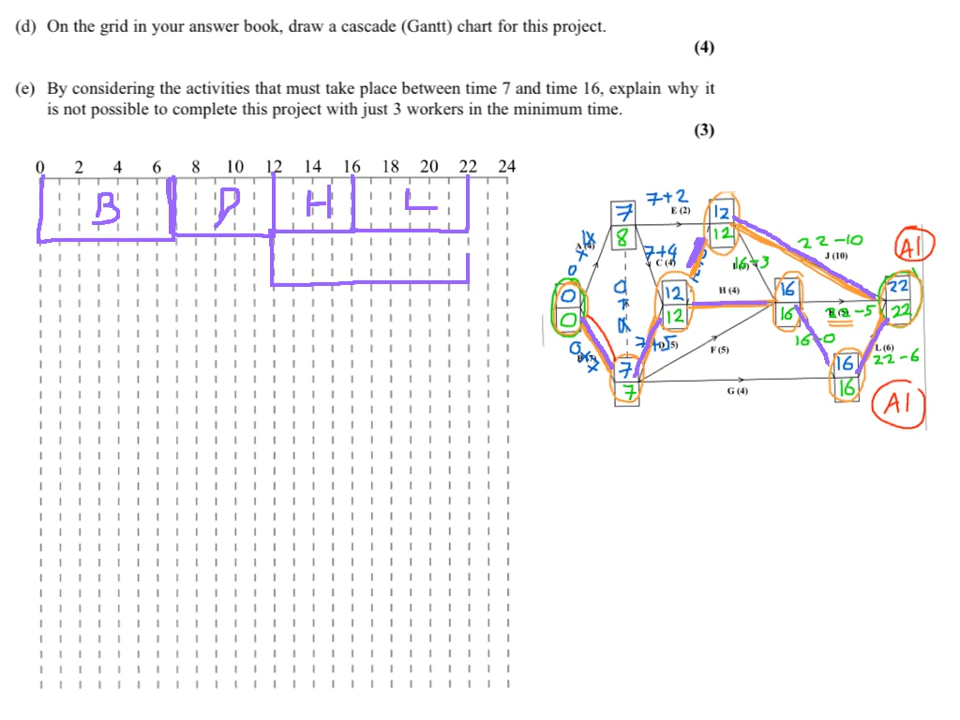 (d) On the grid in your answer book, draw a cascade (Gantt) chart for this project.
(4)
(e) By considering the activities that must take place between time 7 and time 16, explain why it
is not possible to complete this project with just 3 workers in the minimum time.
(3)
0 2 4 6 8 10 12 14 16 18 20 22 24
B D H L
7+2
E (2)
7 12
8 12
7+4
C (4)
22-10
J (10)
A1
16-3
0
0
12
12
H (4)
16
16
22
22
-5
16-0
F (5)
L (6)
22-6
7
7
G (4)
16
16
A1